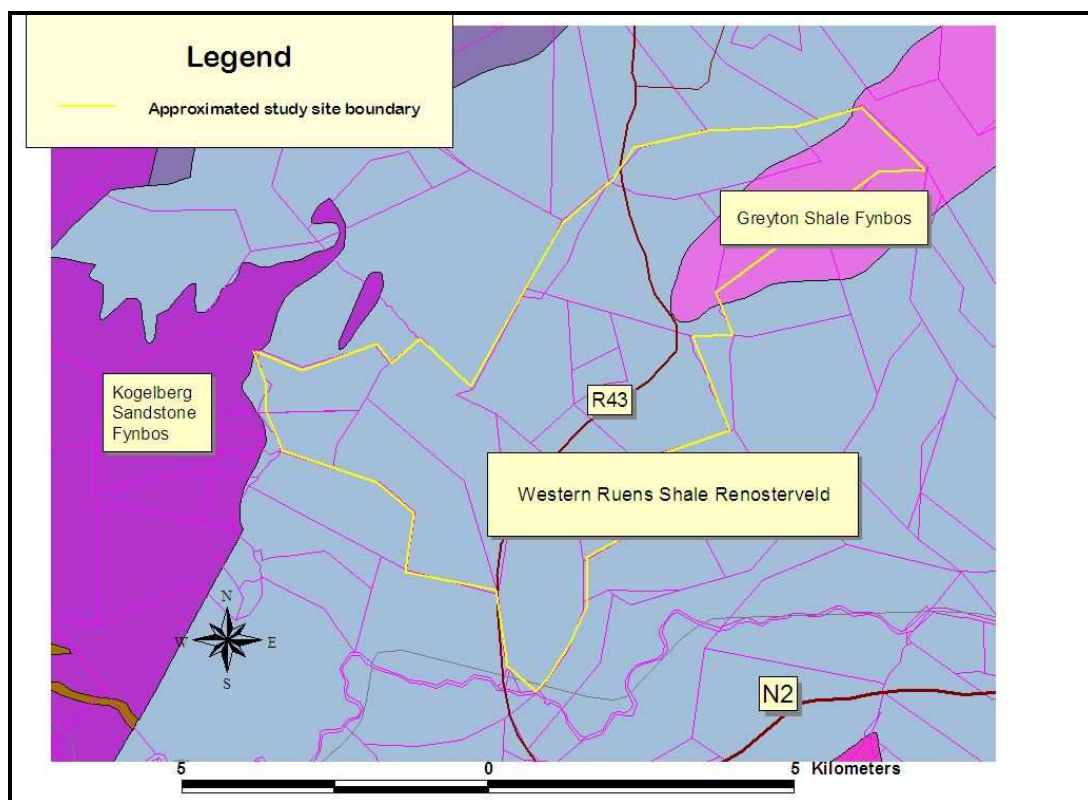 Legend
Approximated study site boundary
Greyton Shale Fynbos
Kogelberg
Sandstone
Fynbos
R43
Western Ruens Shale Renosterveld
N
W E
S
N2
5 0 5 Kilometers